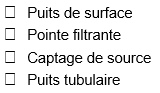 ☐ Puits de surface
☐ Pointe filtrante
☐ Captage de source
☐ Puits tubulaire